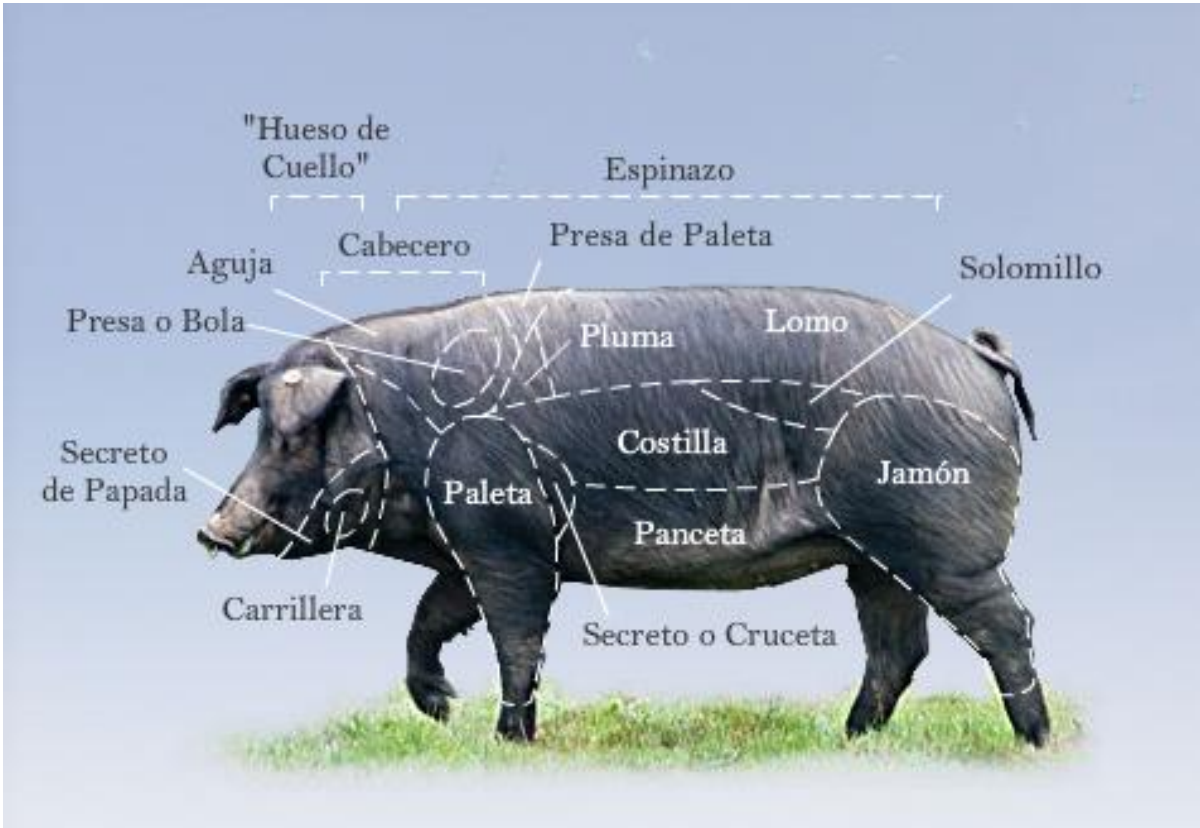 "Hueso de
Cuello"
Espinazo
Cabecero
Presa de Paleta
Aguja
Solomillo
Presa o Bola
Pluma
Lomo
Secreto
de Papada
Costilla
Paleta
Jamón
Panceta
Carrillera
Secreto o Cruceta